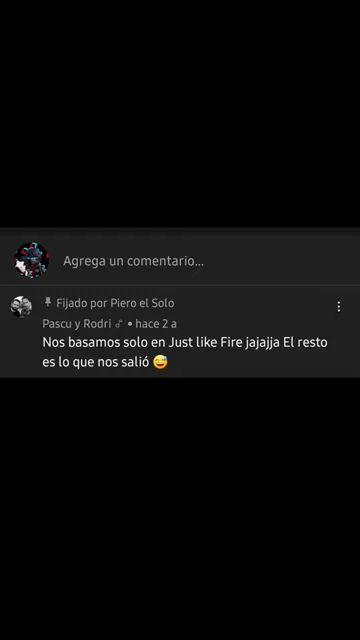 Agrega un comentario...
Fijado por Piero el Solo
Pascu y Rodri • hace 2 a
Nos basamos solo en Just like Fire jajajja El resto
es lo que nos salió 😅